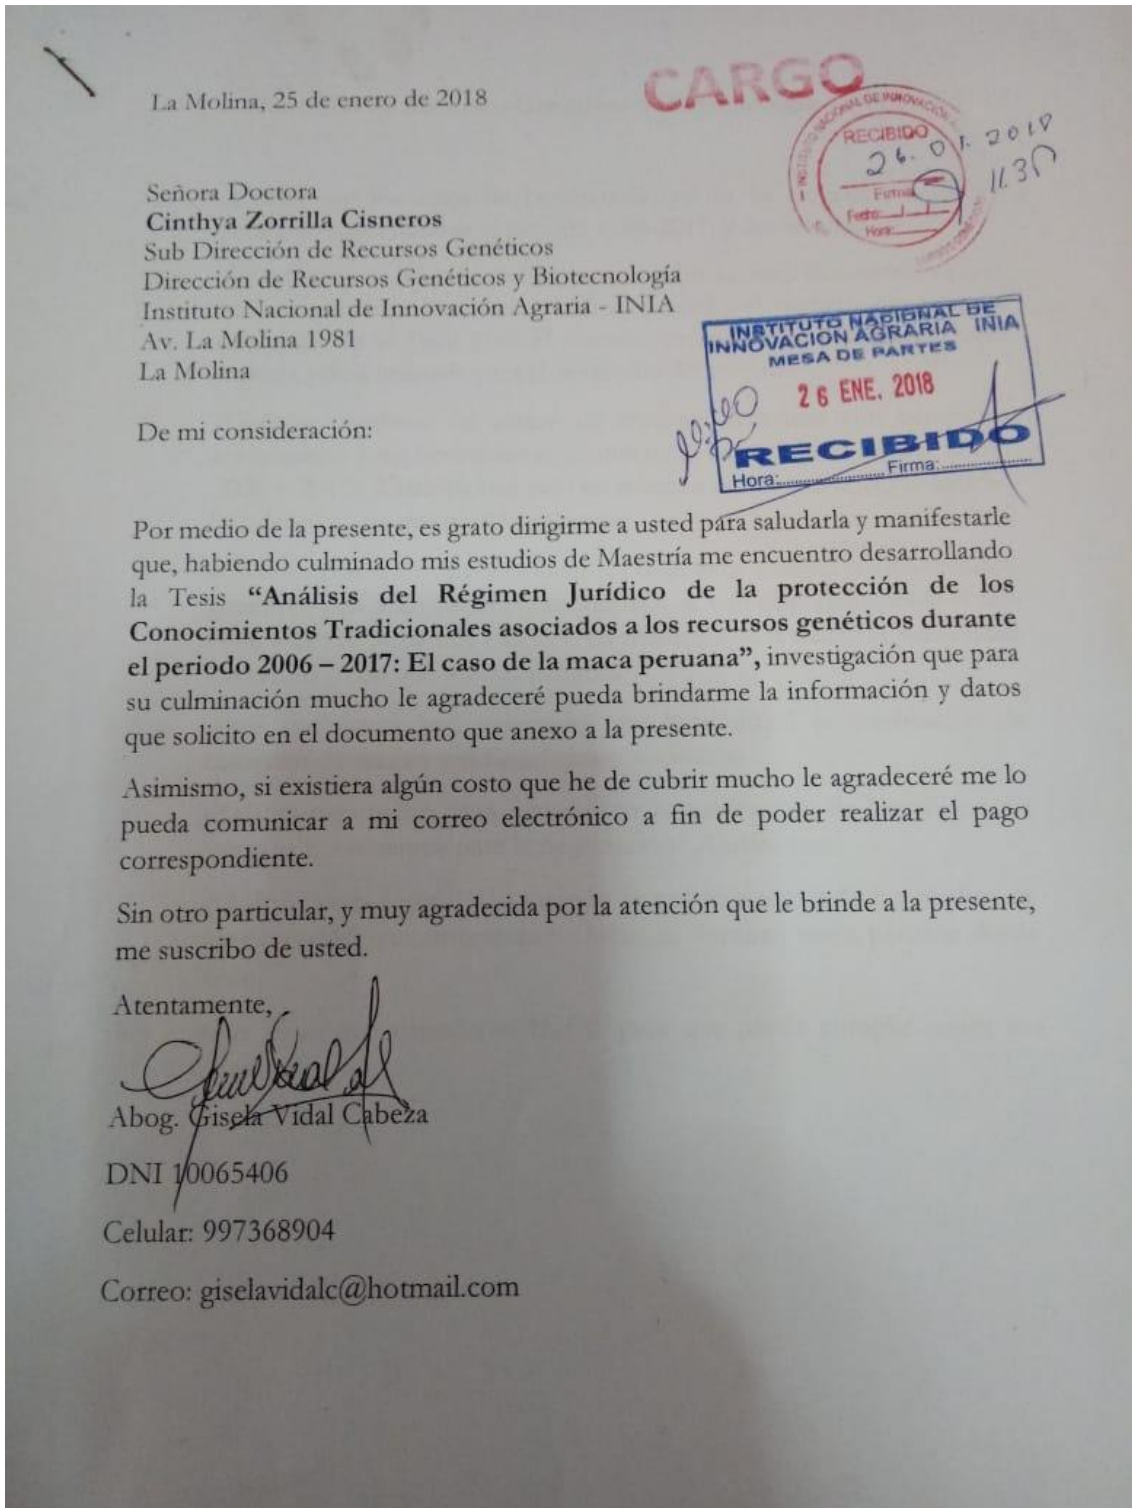 CARGO
La Molina, 25 de enero de 2018
INSTITUTO NACIONAL DE INNOVACIÓN
RECIBIDO
26.01.2018
11.30
Firma
Fecha:
Hora:
Señora Doctora
Cinthya Zorrilla Cisneros
Sub Dirección de Recursos Genéticos
Dirección de Recursos Genéticos y Biotecnología
Instituto Nacional de Innovación Agraria - INIA
Av. La Molina 1981
La Molina
INSTITUTO NACIONAL DE
INNOVACION AGRARIA INIA
MESA DE PARTES
26 ENE. 2018
RECIBIDO
Hora: Firma:
De mi consideración:
Por medio de la presente, es grato dirigirme a usted para saludarla y manifestarle
que, habiendo culminado mis estudios de Maestría me encuentro desarrollando
la Tesis “Análisis del Régimen Jurídico de la protección de los
Conocimientos Tradicionales asociados a los recursos genéticos durante
el periodo 2006 – 2017: El caso de la maca peruana”, investigación que para
su culminación mucho le agradeceré pueda brindarme la información y datos
que solicito en el documento que anexo a la presente.
Asimismo, si existiera algún costo que he de cubrir mucho le agradeceré me lo
pueda comunicar a mi correo electrónico a fin de poder realizar el pago
correspondiente.
Sin otro particular, y muy agradecida por la atención que le brinde a la presente,
me suscribo de usted.
Atentamente,
Abog. Gisela Vidal Cabeza
DNI 10065406
Celular: 997368904
Correo: giselavidalc@hotmail.com